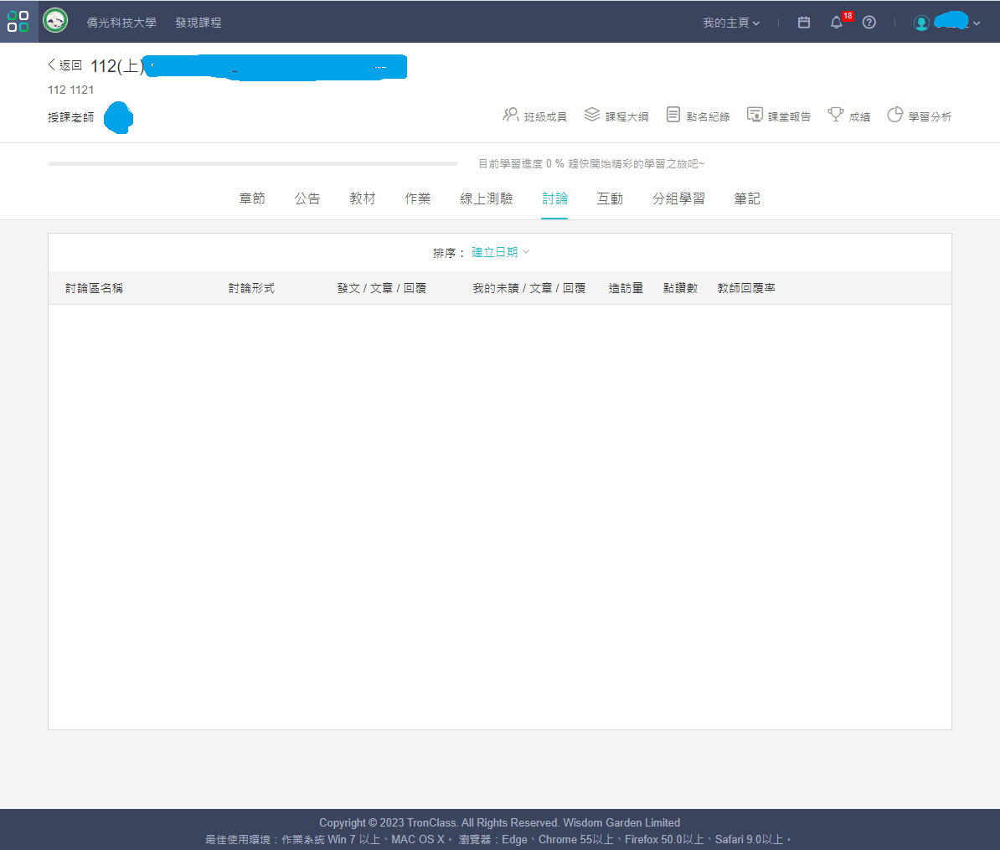 僑光科技大學 發現課程 我的主頁 18
返回 112(上)
112 1121
授課老師 班級成員 課程大綱 點名紀錄 課堂報告 成績 學習分析
目前學習進度 0 % 趕快開始精彩的學習之旅吧~
章節 公告 教材 作業 線上測驗 討論 互動 分組學習 筆記
排序： 建立日期
討論區名稱 討論形式 發文 / 文章 / 回覆 我的未讀 / 文章 / 回覆 造訪量 點讚數 教師回覆率
Copyright © 2023 TronClass. All Rights Reserved. Wisdom Garden Limited
最佳使用環境：作業系統 Win 7 以上、MAC OS X。 瀏覽器：Edge、Chrome 55以上、Firefox 50.0以上、Safari 9.0以上。